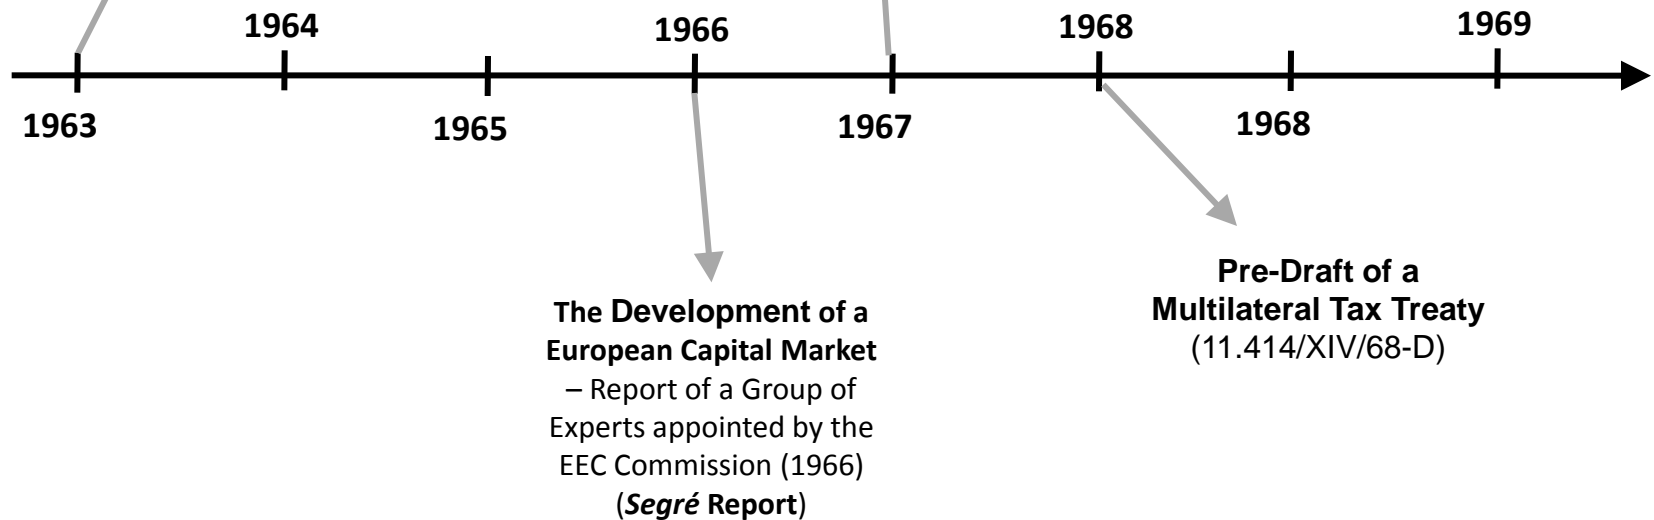 1964
1966
1968
1969
1963
1965
1967
1968
The Development of a
European Capital Market
– Report of a Group of
Experts appointed by the
EEC Commission (1966)
(Segré Report)
Pre-Draft of a
Multilateral Tax Treaty
(11.414/XIV/68-D)